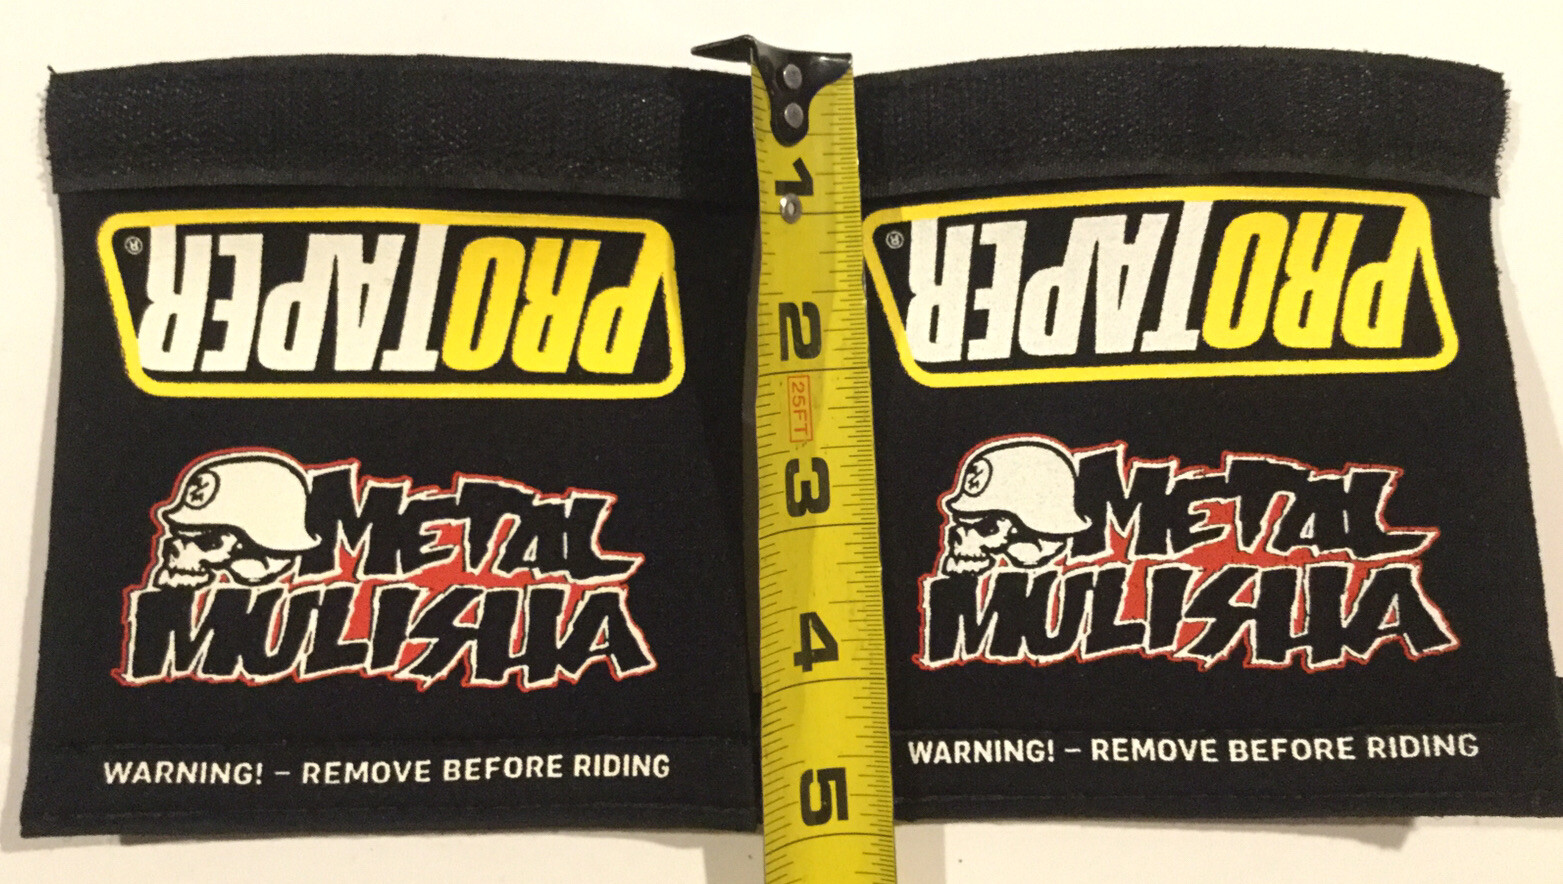 PROTAPER®
METAL
MULISHA
WARNING! – REMOVE BEFORE RIDING
1
2
25FT
3
4
5
PROTAPER®
METAL
MULISHA
WARNING! – REMOVE BEFORE RIDING